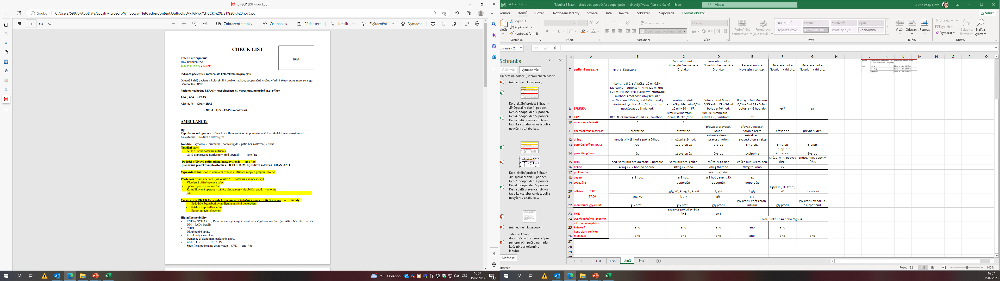 CHECK LIST - nový.pdf
Soubor
C:/Users/59873/AppData/Local/Microsoft/Windows/INetCache/Content.Outlook/LVRT6RYX/CHECK%20LIST%20-%20nový.pdf
1
z 4
Zobrazení stránky
Číst nahlas
Přidat text
Kreslit
Zvýraznění
Vymazat
CHECK LIST
štítek
Jméno a příjmení:
Rok narození/r.č.:
KRP ERAS / KRP
Indikace pacientů k zařazení do kolorektálního projektu
Obecně každý pacient s kolorektální problematikou, pooperačně možno vřadit i akutní stavy typu strangu-
lačního ileu, APPE.
Pacient: nevhodný k ERAS – nespolupracující, marasmus, nemožný p.o. příjem
ASA I, ASA II – ERAS
ASA III, IV - ICHS – ERAS
- NYHA III, IV – ERAS s monitorací
AMBULANCE:
Dg:
Typ plánované operace: IC resekce / Hemikolektomie pravostranná/ Hemikolektomie levostranná/
Kolektomie / Rektum a rektosigma
Kondice : výborná / průměrná , dobrá (vyjde 2 patra bez zastavení) / nízká
Nutriční stav:
- A / B / C (viz dotazník nutriční)
- užívá doporučené nutridrinky před operací - ano / ne
Dodržel výživový režim (dieta bezezbytková) – ano / ne
plánována protektivní ileostomie či ILEOSTOMIE již dříve založená ERAS ANO
Vyprazdňování: stolice normální / zácpa či střídání zácpy a průjmu / stomie
Předchozí břišní operace (viz otázka č.... dotazník anamnestický)
- Vícečetné břišní operace střev
- operace pro ileus – ano / ne
- Komplikované operace – záněty rán, abscesy nitrobřišní apod. – ano /ne
jaké
Vyřazení z KRK ERAS - vede k jinému vyprázdnění a pooper. zátěži stravou – důvody:
- Nedodržel bezezbytkovou dietu a nutriční doporučení
- Potíže s vyprazdňováním
- Nespolupracující pacient
Hlavní komorbidity:
- ICHS – NYHA č ..., IM – pacient vyžadující monitoraci Vigileo – ano / ne (viz ARO, NYHA III a IV)
- DM – PAD / inzulin
- CHRI
- Dlouhodobé opiáty
- Kortikoidy v medikaci
- Demence či alzheimer, parkinson apod.
- ASA: I / II / III / IV
- Specifická potřeba na cévní vstup – CVK – ano / ne
2°C Oblačno
CES
16:07
15.02.2023
Tabulka BBraun - předoper. operační a pooper.péče - nejnovější verze [jen pro čtení] - Excel
Hledat
Alena Pospíšilová
Soubor Domů Vložení Rozložení stránky Vzorce Data Revize Zobrazení Nápověda Formát obrázku
Sdílet
Vložit
Vyjmout
Kopírovat
Kopírovat formát
Schránka
Písmo
Zalamovat text
Sloučit a zarovnat na střed
Zarovnání
Obecný
Číslo
Podmíněné formátování
Formátovat jako tabulku
Normální Neutrální Správně Špatně
Hypertextov... Kontrolní bu... Použitý hyp... Poznámka
Styly
Vložit Odstranit Formát
Buňky
AutoSum
Vyplnit
Vymazat
Seřadit a filtrovat
Najít a vybrat
Úpravy
Obrázek 2
Schránka
Vložit vše
Vymazat vše
Klikněte na položku, kterou chcete vložit:
(náhled není k dispozici)
Kolorektální projekt B Braun -
JIP Operační den 1. pooper.
Den 2. pooper.den 3. pooper.
Den 4. pooper.den 5. pooper.
Den a další prevence TEN viz
tabulka viz tabulka viz tabulka
navýšení viz tabulka...
Kolorektální projekt B Braun -
JIP Operační den 1. pooper.
Den 2. pooper.den 3. pooper.
Den 4. pooper.den 5. pooper.
Den a další prevence TEN viz
tabulka viz tabulka viz tabulka
navýšení viz tabulka...
(náhled není k dispozici)
Tabulka 3. Souhrn
doporučených intervencí pro
perioperační péči o náhradu
kyčelního a kolenního
kloubu
Možnosti
A B C D E F G H I J K L M N O P Q
7 periferní analgezie P+N+Dipi časovaně Paracateamol a Novalgin časovaně + Dipi d.p. Paracateamol a Novalgin časovaně + Dipi d.p. Paracetamol a Novalgin v tbl d.p. Paracetamol a Novalgin v tbl d.p. Paracetamol a Novalgin v tbl d.p.
8 EPILINKA kontinuál 1. stříkačka: 10 ml 0,5% Marcainu + Sufentanil 4 ml (20 mikrog) + 26 ml FR, ne SFNT FORTE!!!!, startovací 5 ml/hod s možností navýšení až 10 ml/hod nad 150cm, pod 150 cm výšky startovací rychlost 4 ml/hod, možno navyšovat do 8 ml/hod. kontinuál další stříkačky: Marcain 0,5% 10 ml + 30 ml FR Bolusy: 2ml Marcain 0,5% + 6ml FR - 5-8ml bolus a 4-6 hod. Bolusy: 2ml Marcain 0,5% + 6ml FR - 5-8ml bolus a 4-6 hod. dp ex? ex
9 TAP 10ml 0.5%marcain +10ml FR , 3ml/hod 10ml 0.5%marcain +10ml FR , 3ml/hod 10ml 0.5%marcain +10ml FR , 3ml/hod ex
10 monitorace bolesti ? ?
11 operační rána a asepse převaz ne převaz ne převaz u pravostr. Kolon převaz u levostr. Kolon a rekta převaz ne převaz 5. den
12 drény množství v 18 hod a pak a 24hod. množství a 24hod. extrakce drénu u pravostr.kolon extrakce u levostr.kolon a rekta
13 perorální příjem ERAS 0s 1sb+sipp 2x 0+sipp 5 + sipp. 5 + sipp 5+sipp
14 perorální příjem 0s 1sb+sipp 2x 0+sipp 1+sipping 5+sipp. dle klin.stavu 5+sipp
15 RHB sed, vertikalizace do stoje u postele vertikalizace, chůze chůze 2x za den chůze min. 3 x za den chůze, min. pobyt v lůžku chůze, min. pobyt v lůžku
16 helicid 40mg i.v. 2 hod po operaci 40mg i.v. ráno 20mg tbl ráno 20mg tbl ráno ex
17 prokinetika zvážit relistor
18 degan a 8 hod. a 8 hod. a 8 hod., event. Ex ex
19 zvýkačka doporučit doporučit doporučit
20 odběry 5:00 I,gly, KO, koag, U, kreat I, gly I, gly I,gly CRP, U , kreat, KO dle stavu
21 17:00 I,gly, KO I, gly gly gly
22 monitorace gly u DM gly profil gly profil gly profil gly profil, zpět chron. inzulin gly profil gly profil ex pokud ok, zpět pad
23 PMK extrakce pokud zvládá RHB ex !
24 vyprázdnění typ, laxativa zvážit laktulosu nebo MgSO4
25 nikotinové náplati u kuřáků ? ano ano ano ano ano
26 kontrola chronické medikace ano ano ano ano ano ano
27
28
29
30
List1 List2 List3 List4
Počet: 132
100 %
16:07
15.02.2023